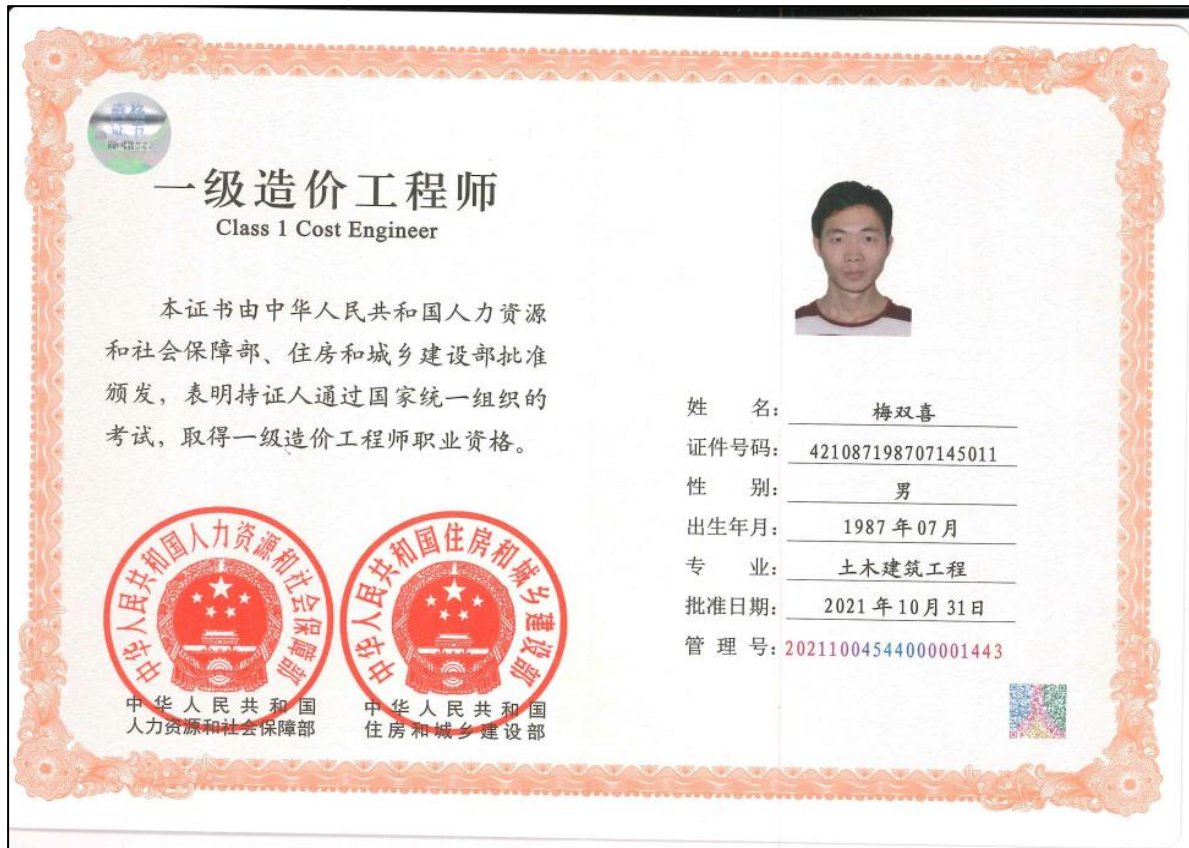 资格
证书
一级造价工程师
Class 1 Cost Engineer
本证书由中华人民共和国人力资源
和社会保障部、住房和城乡建设部批准
颁发，表明持证人通过国家统一组织的
考试，取得一级造价工程师职业资格。
中华人民共和国人力资源和社会保障部
中华人民共和国
人力资源和社会保障部
中华人民共和国住房和城乡建设部
中华人民共和国
住房和城乡建设部
姓 名：梅双喜
证件号码：421087198707145011
性 别：男
出生年月：1987年07月
专 业：土木建筑工程
批准日期：2021年10月31日
管 理 号：20211004544000001443